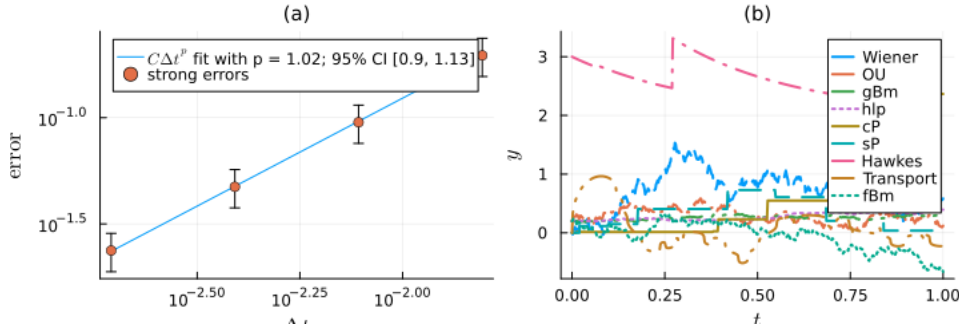 (a)
CΔt^p fit with p = 1.02; 95% CI [0.9, 1.13]
strong errors
error
10^-1.0
10^-1.5
10^-2.50
10^-2.25
10^-2.00
Δt
(b)
Wiener
OU
gBm
hlp
cP
sP
Hawkes
Transport
fBm
y
3
2
1
0
0.00
0.25
0.50
0.75
1.00
t